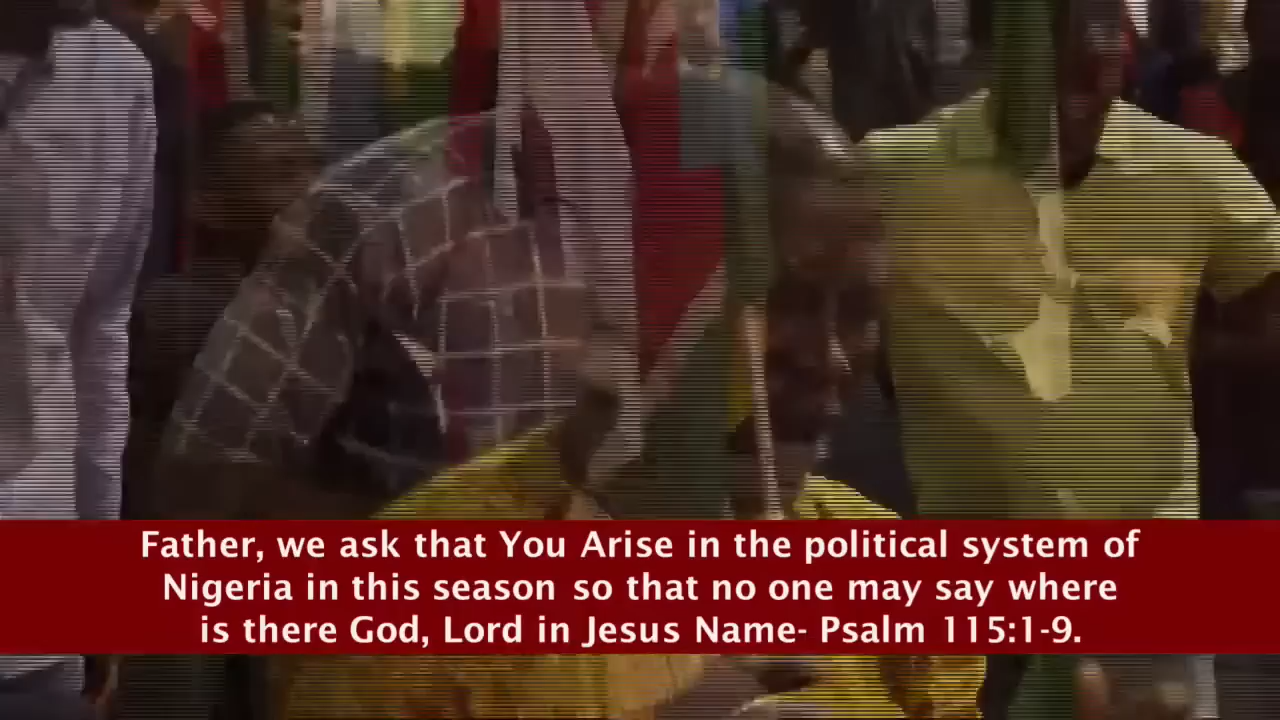 Father, we ask that You Arise in the political system of
Nigeria in this season so that no one may say where
is there God, Lord in Jesus Name- Psalm 115:1-9.